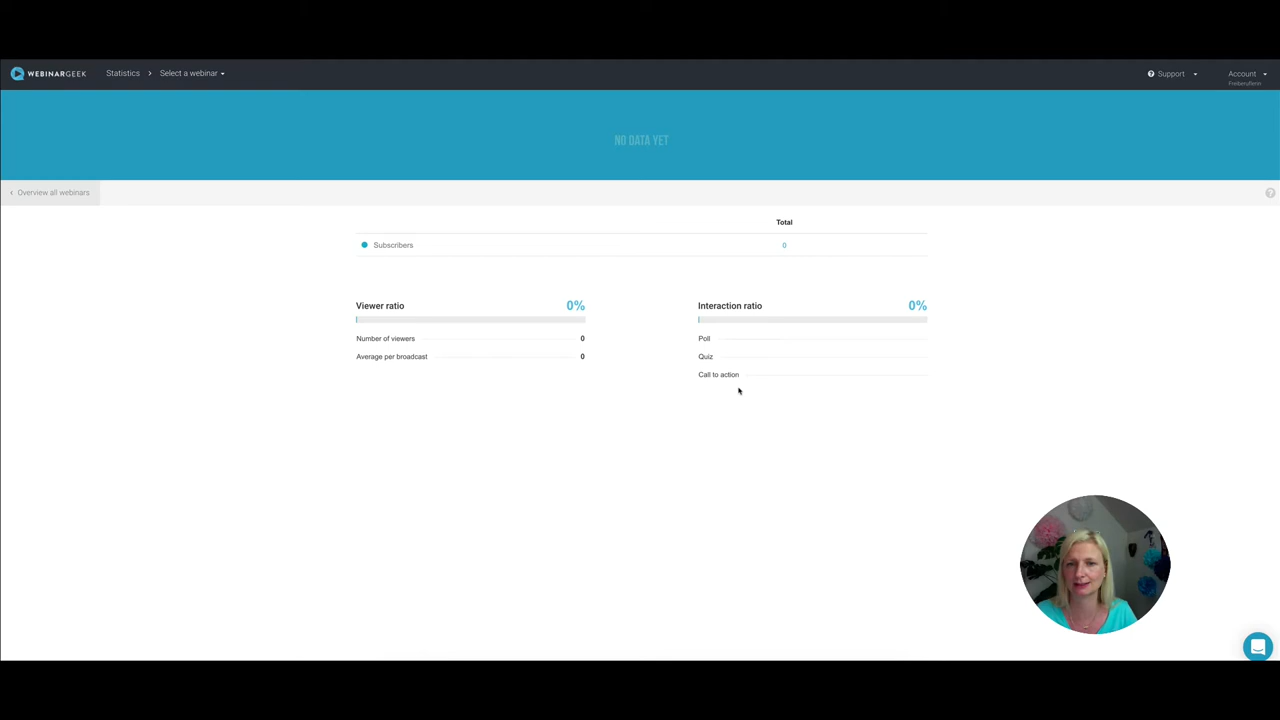 WEBINARGEEK
Statistics > Select a webinar
Support
Account
Freiberuflerin
NO DATA YET
Overview all webinars
Total
Subscribers 0
Viewer ratio 0%
Number of viewers 0
Average per broadcast 0
Interaction ratio 0%
Poll
Quiz
Call to action